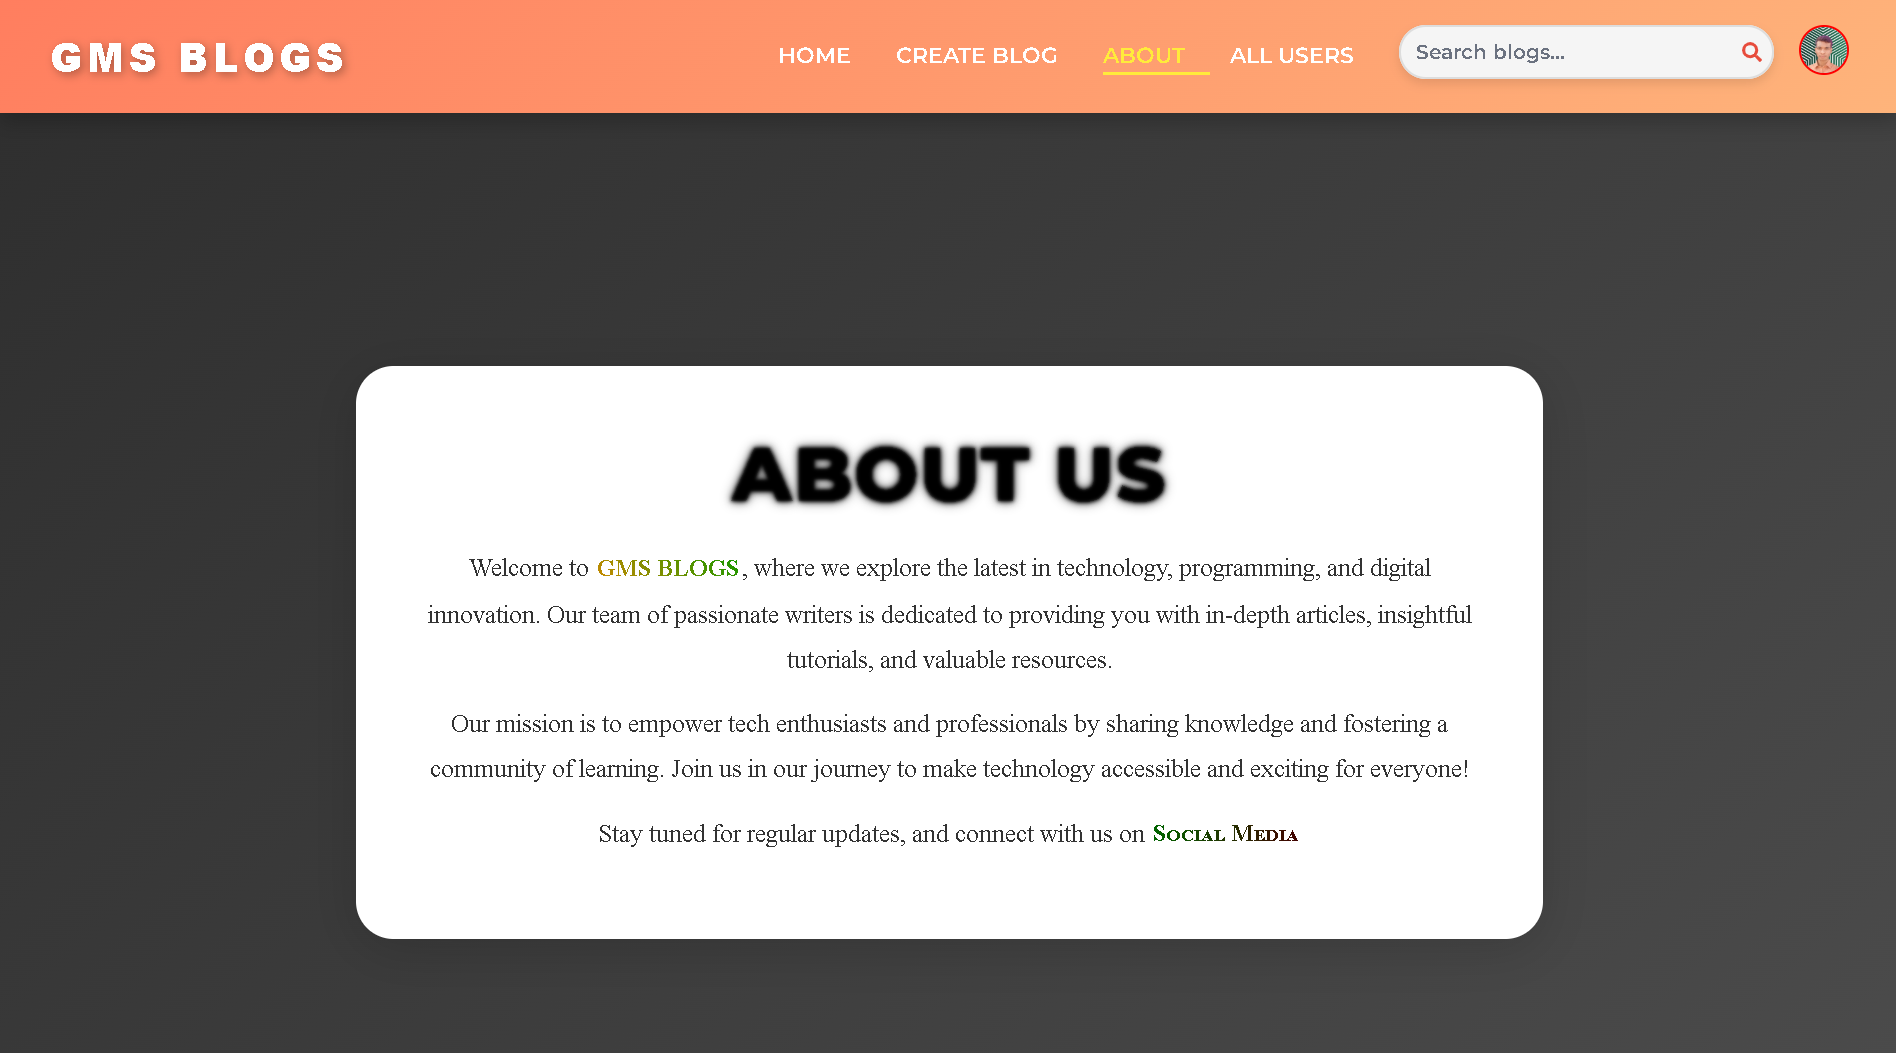 GMS BLOGS
HOME CREATE BLOG ABOUT ALL USERS Search blogs...
ABOUT US
Welcome to GMS BLOGS, where we explore the latest in technology, programming, and digital
innovation. Our team of passionate writers is dedicated to providing you with in-depth articles, insightful
tutorials, and valuable resources.
Our mission is to empower tech enthusiasts and professionals by sharing knowledge and fostering a
community of learning. Join us in our journey to make technology accessible and exciting for everyone!
Stay tuned for regular updates, and connect with us on Social Media